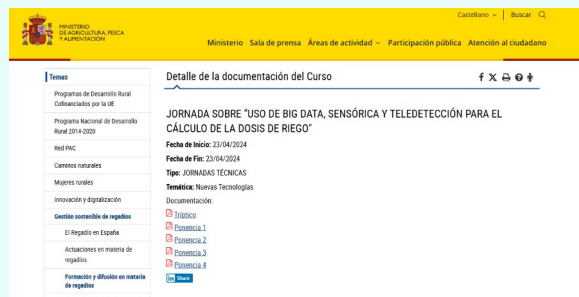 Castellano
Buscar
MINISTERIO
DE AGRICULTURA, PESCA
Y ALIMENTACIÓN
Ministerio Sala de prensa Áreas de actividad Participación pública Atención al ciudadano
Temas
Programas de Desarrollo Rural
Cofinanciados por la UE
Programa Nacional de Desarrollo
Rural 2014-2020
Red PAC
Caminos naturales
Mujeres rurales
Innovación y digitalización
Gestión sostenible de regadíos
El Regadío en España
Actuaciones en materia de
regadíos
Formación y difusión en materia
de regadíos
Detalle de la documentación del Curso
JORNADA SOBRE "USO DE BIG DATA, SENSÓRICA Y TELEDETECCIÓN PARA EL
CÁLCULO DE LA DOSIS DE RIEGO"
Fecha de Inicio: 23/04/2024
Fecha de Fin: 23/04/2024
Tipo: JORNADAS TÉCNICAS
Temática: Nuevas Tecnologías
Documentación:
Tríptico
Ponencia 1
Ponencia 2
Ponencia 3
Ponencia 4
in Share